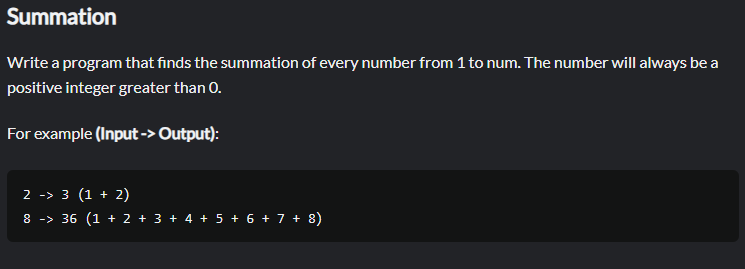 Summation
Write a program that finds the summation of every number from 1 to num. The number will always be a
positive integer greater than 0.
For example (Input -> Output):
2 -> 3 (1 + 2)
8 -> 36 (1 + 2 + 3 + 4 + 5 + 6 + 7 + 8)